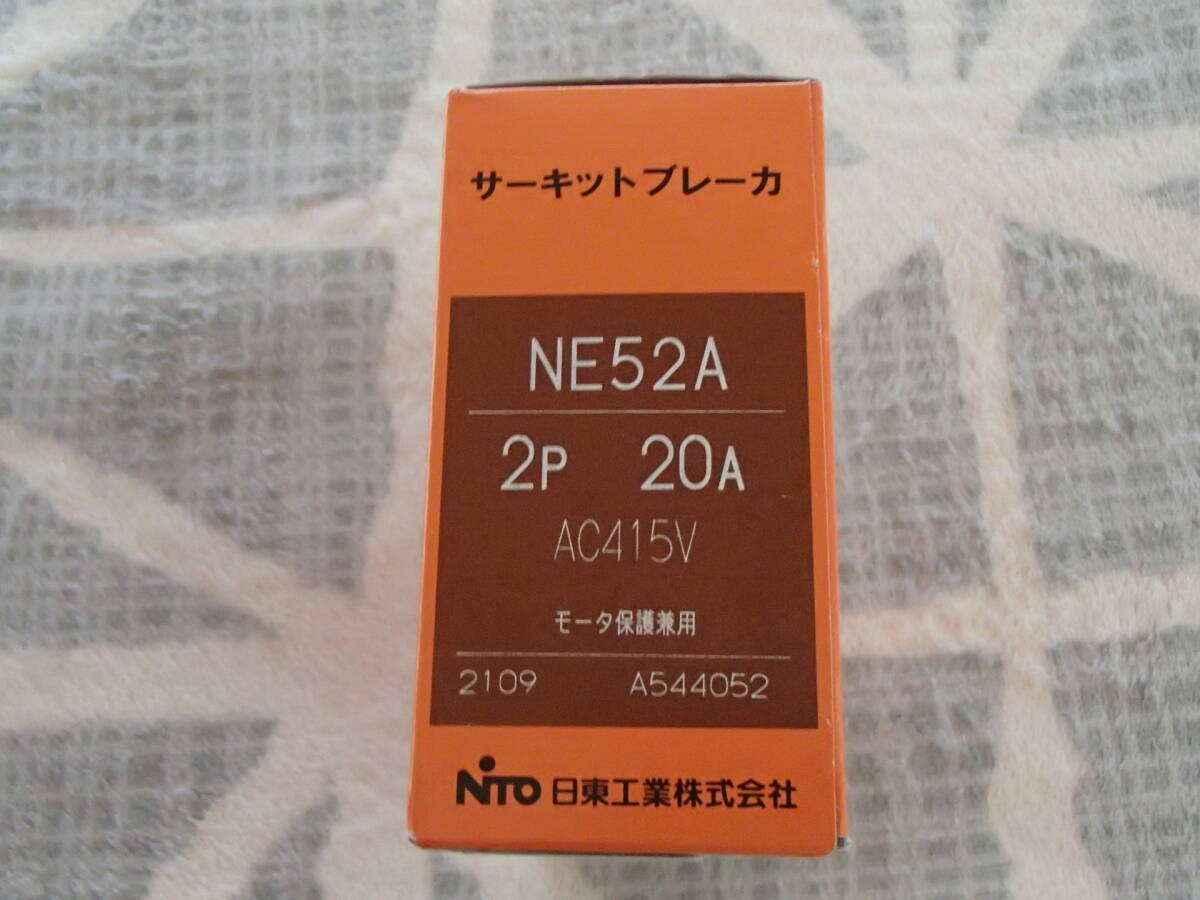 サーキットブレーカ
NE52A
2P 20A
AC415V
モータ保護兼用
2109 A544052
NITO 日東工業株式会社